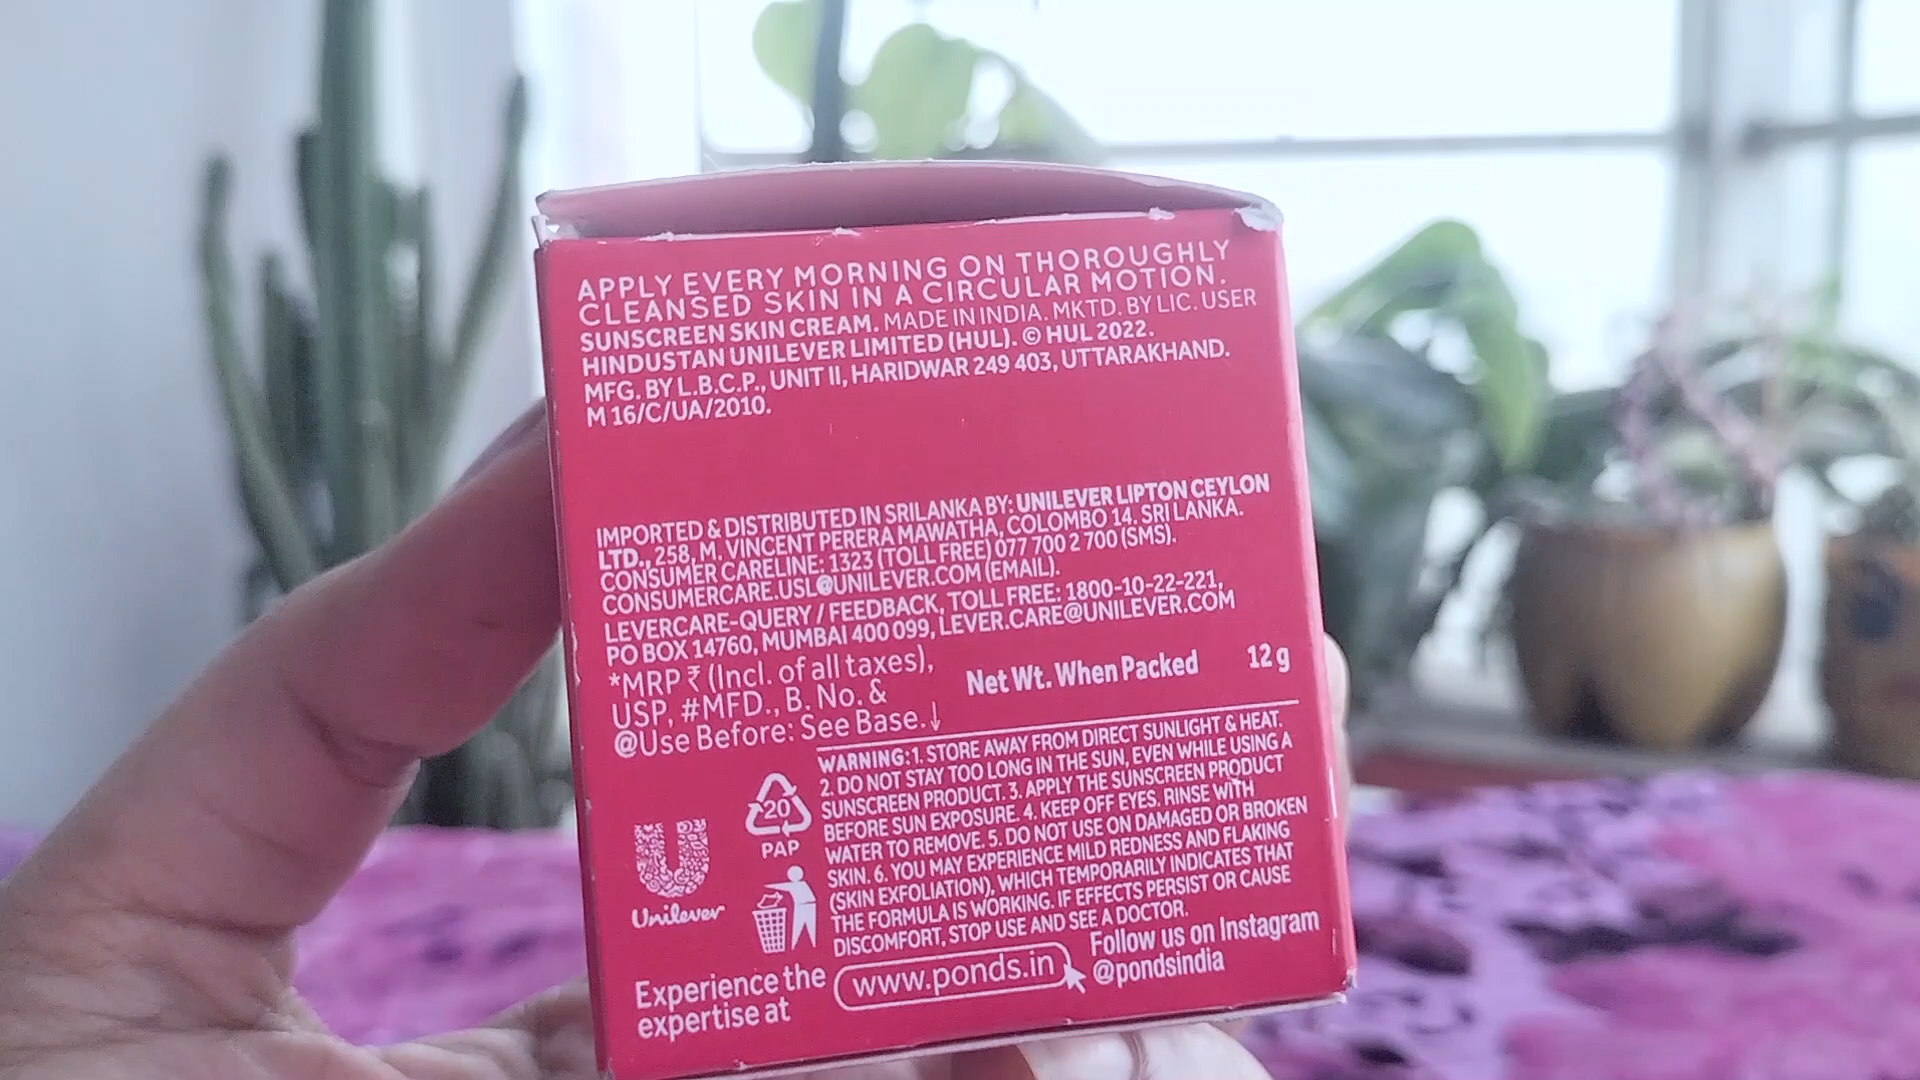 APPLY EVERY MORNING ON THOROUGHLY
CLEANSED SKIN IN A CIRCULAR MOTION.
SUNSCREEN SKIN CREAM. MADE IN INDIA. MKTD. BY LIC. USER
HINDUSTAN UNILEVER LIMITED (HUL). © HUL 2022.
MFG. BY L.B.C.P., UNIT II, HARIDWAR 249 403, UTTARAKHAND.
M 16/C/UA/2010.
IMPORTED & DISTRIBUTED IN SRILANKA BY: UNILEVER LIPTON CEYLON
LTD., 258, M. VINCENT PERERA MAWATHA, COLOMBO 14. SRI LANKA.
CONSUMER CARELINE: 1323 (TOLL FREE) 077 700 2 700 (SMS).
CONSUMERCARE.USL@UNILEVER.COM (EMAIL).
LEVERCARE-QUERY / FEEDBACK, TOLL FREE: 1800-10-22-221,
PO BOX 14760, MUMBAI 400 099, LEVER.CARE@UNILEVER.COM
*MRP ₹ (Incl. of all taxes),
USP, #MFD., B. No. &
@Use Before: See Base.↓
Net Wt. When Packed 12 g
WARNING: 1. STORE AWAY FROM DIRECT SUNLIGHT & HEAT.
2. DO NOT STAY TOO LONG IN THE SUN, EVEN WHILE USING A
SUNSCREEN PRODUCT. 3. APPLY THE SUNSCREEN PRODUCT
BEFORE SUN EXPOSURE. 4. KEEP OFF EYES. RINSE WITH
WATER TO REMOVE. 5. DO NOT USE ON DAMAGED OR BROKEN
SKIN. 6. YOU MAY EXPERIENCE MILD REDNESS AND FLAKING
(SKIN EXFOLIATION), WHICH TEMPORARILY INDICATES THAT
THE FORMULA IS WORKING. IF EFFECTS PERSIST OR CAUSE
DISCOMFORT, STOP USE AND SEE A DOCTOR.
20
PAP
Unilever
Experience the
expertise at
www.ponds.in
Follow us on Instagram
@pondsindia